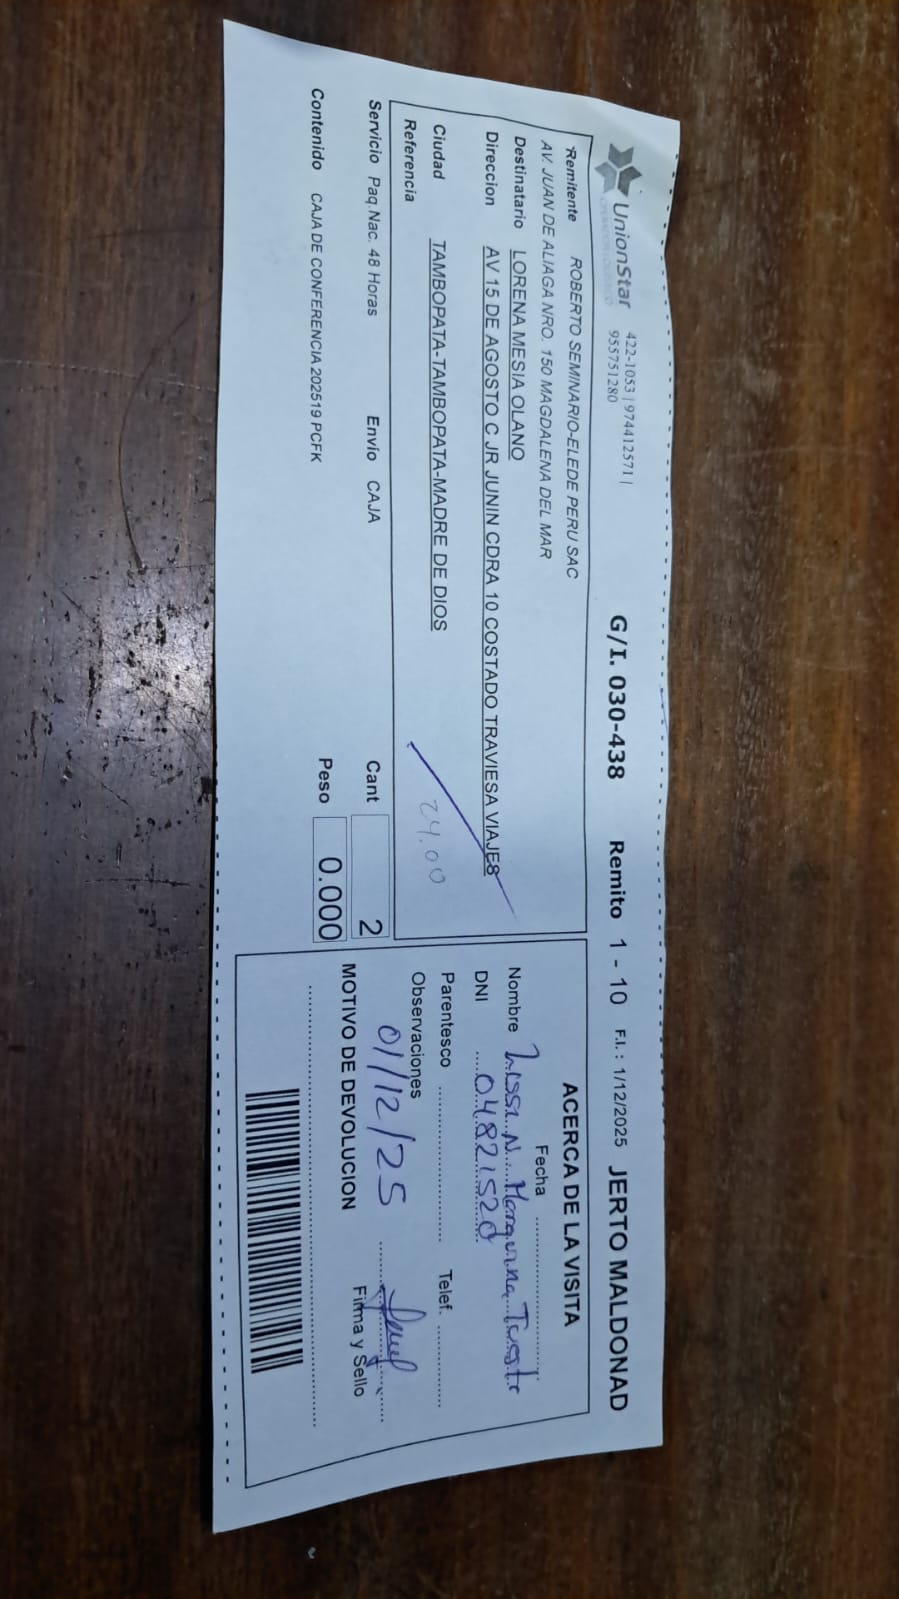 UnionStar 422-1053 | 974412571 | G/I. 030-438 Remito 1 - 10 F.I. : 1/12/2025 JERTO MALDONAD
OPERADOR LOGISTICO 955751280
Remitente ROBERTO SEMINARIO-ELEDE PERU SAC
AV. JUAN DE ALIAGA NRO. 150 MAGDALENA DEL MAR
Destinatario LORENA MESIA OLANO
Direccion AV 15 DE AGOSTO C JR JUNIN CDRA 10 COSTADO TRAVIESA VIAJES
Ciudad TAMBOPATA-TAMBOPATA-MADRE DE DIOS
24.00
Referencia
Servicio Paq.Nac. 48 Horas Envio CAJA Cant 2
Contenido CAJA DE CONFERENCIA 202519 PCFK Peso 0.000
ACERCA DE LA VISITA
Fecha
Nombre N.
DNI 04821520
Parentesco Telef.
Observaciones
01/12/25
Firma y Sello
MOTIVO DE DEVOLUCION